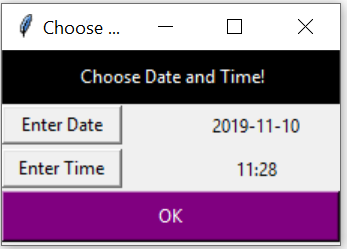 Choose ...
Choose Date and Time!
Enter Date 2019-11-10
Enter Time 11:28
OK